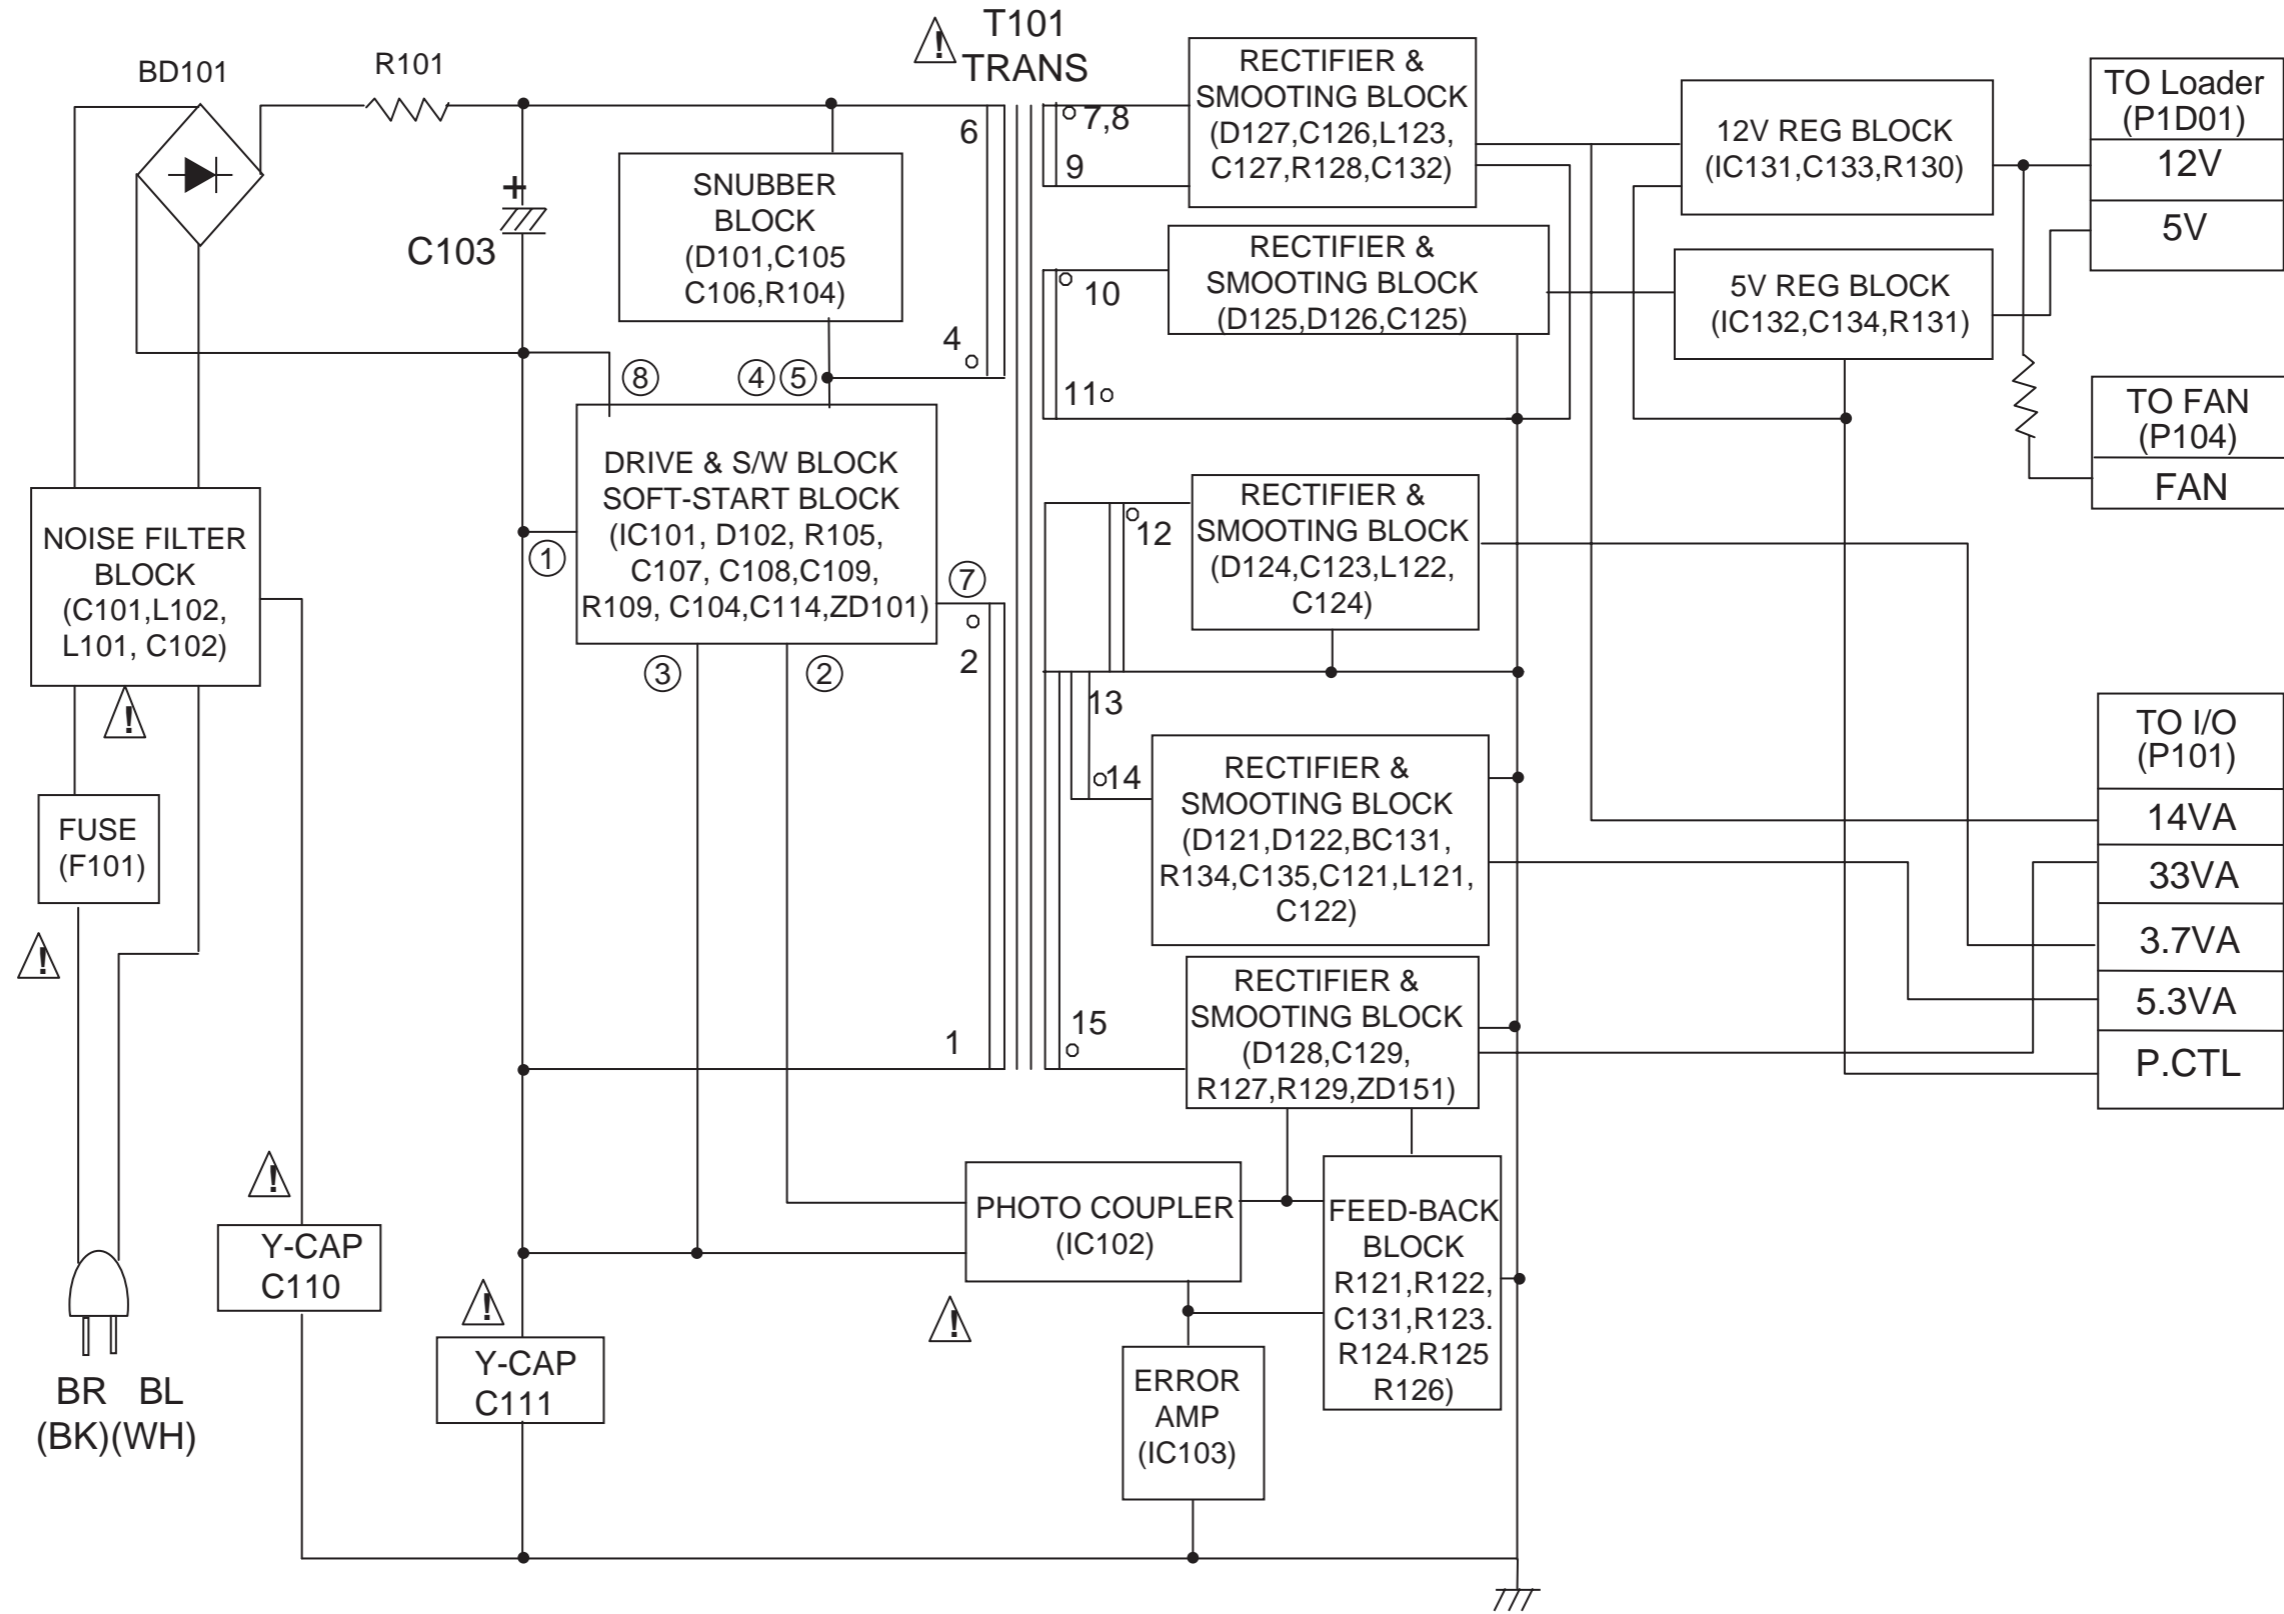 T101
TRANS
BD101
R101
C103
+
SNUBBER
BLOCK
(D101,C105
C106,R104)
6
4
7,8
9
10
11
RECTIFIER &
SMOOTING BLOCK
(D127,C126,L123,
C127,R128,C132)
RECTIFIER &
SMOOTING BLOCK
(D125,D126,C125)
12V REG BLOCK
(IC131,C133,R130)
5V REG BLOCK
(IC132,C134,R131)
TO Loader
(P1D01)
12V
5V
TO FAN
(P104)
FAN
NOISE FILTER
BLOCK
(C101,L102,
L101, C102)
!
⑧
④⑤
DRIVE & S/W BLOCK
SOFT-START BLOCK
(IC101, D102, R105,
C107, C108,C109,
R109, C104,C114,ZD101)
①
⑦
③
②
2
1
12
13
14
15
RECTIFIER &
SMOOTING BLOCK
(D124,C123,L122,
C124)
RECTIFIER &
SMOOTING BLOCK
(D121,D122,BC131,
R134,C135,C121,L121,
C122)
RECTIFIER &
SMOOTING BLOCK
(D128,C129,
R127,R129,ZD151)
TO I/O
(P101)
14VA
33VA
3.7VA
5.3VA
P.CTL
FUSE
(F101)
!
!
Y-CAP
C110
!
Y-CAP
C111
!
!
PHOTO COUPLER
(IC102)
FEED-BACK
BLOCK
R121,R122,
C131,R123.
R124.R125
R126)
ERROR
AMP
(IC103)
BR BL
(BK)(WH)